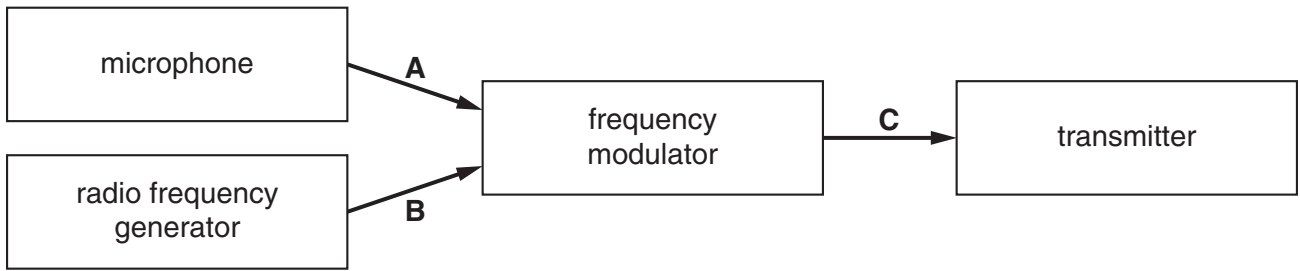 microphone
A
radio frequency
generator
B
frequency
modulator
C
transmitter